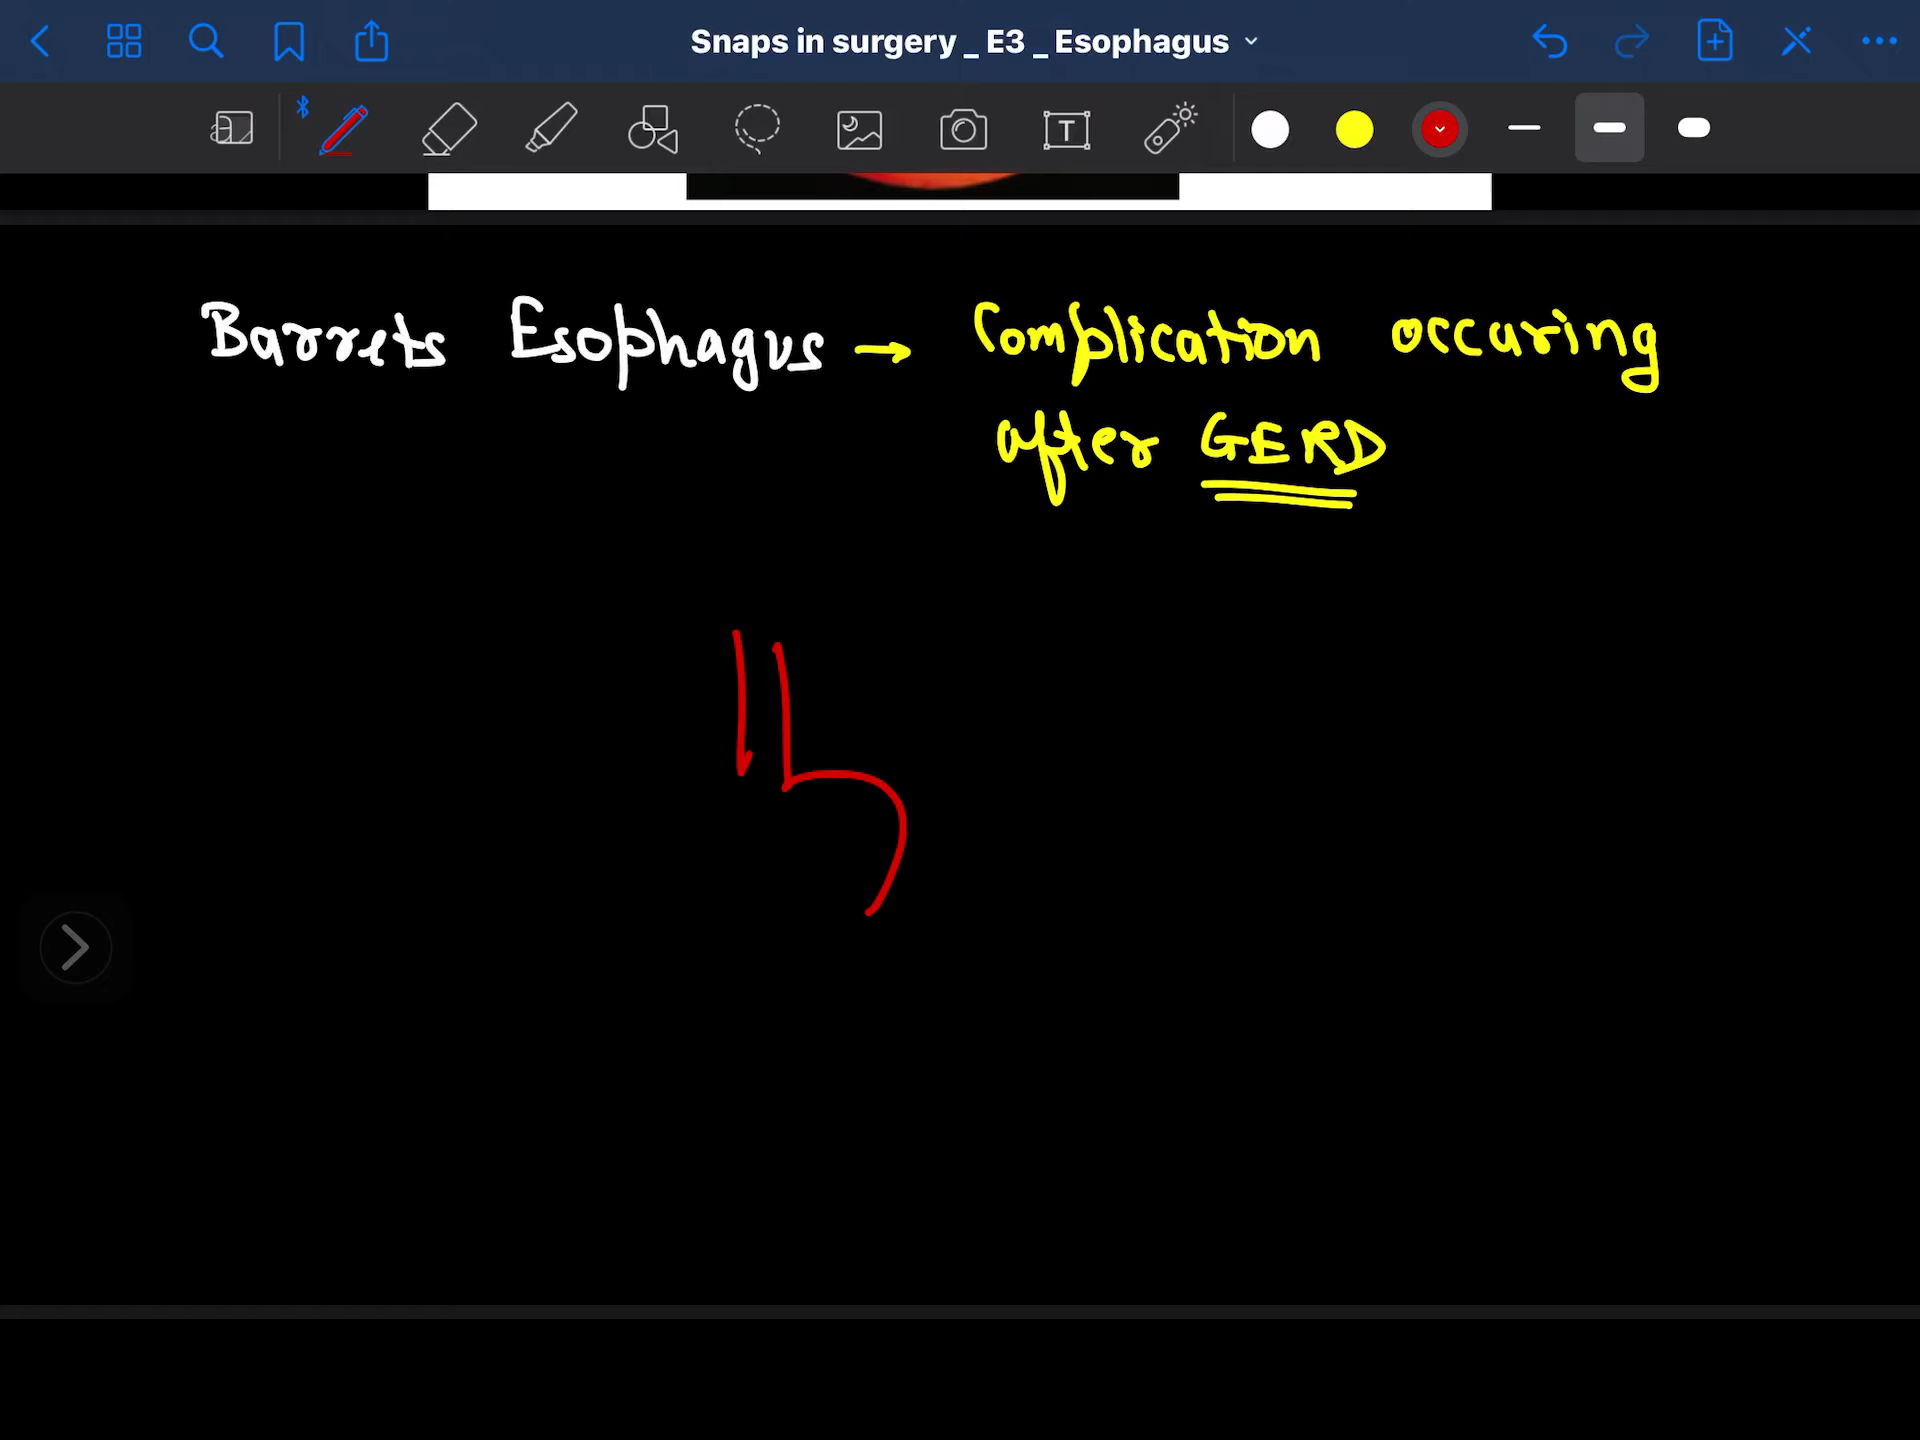 Snaps in surgery _ E3 _ Esophagus
Barrets Esophagus → Complication occuring
after GERD